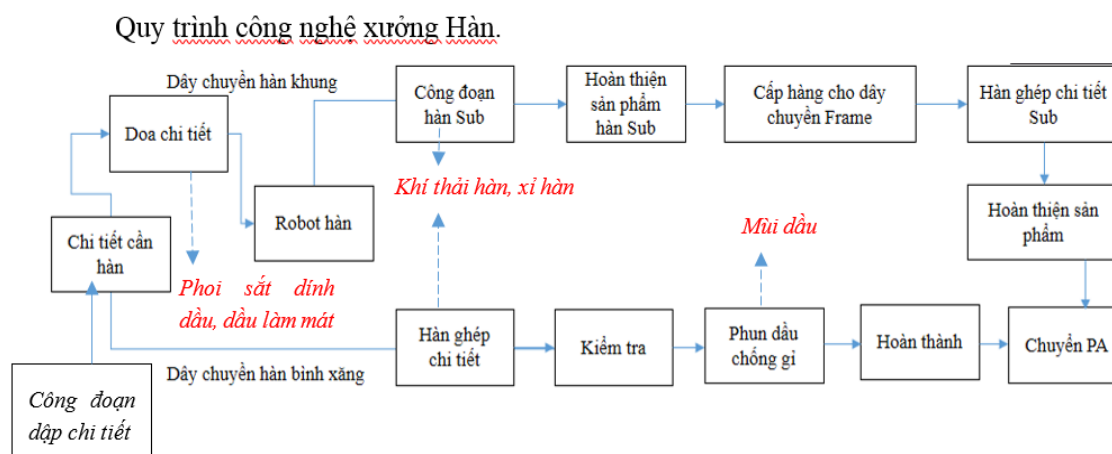 Quy trình công nghệ xưởng Hàn.
Dây chuyền hàn khung
Doa chi tiết
Công đoạn
hàn Sub
Hoàn thiện
sản phẩm
hàn Sub
Cấp hàng cho dây
chuyền Frame
Hàn ghép chi tiết
Sub
Khí thải hàn, xỉ hàn
Robot hàn
Chi tiết cần
hàn
Mùi dầu
Hoàn thiện sản
phẩm
Phoi sắt dính
dầu, dầu làm mát
Hàn ghép
chi tiết
Kiểm tra
Phun dầu
chống gỉ
Hoàn thành
Chuyển PA
Dây chuyền hàn bình xăng
Công đoạn
dập chi tiết